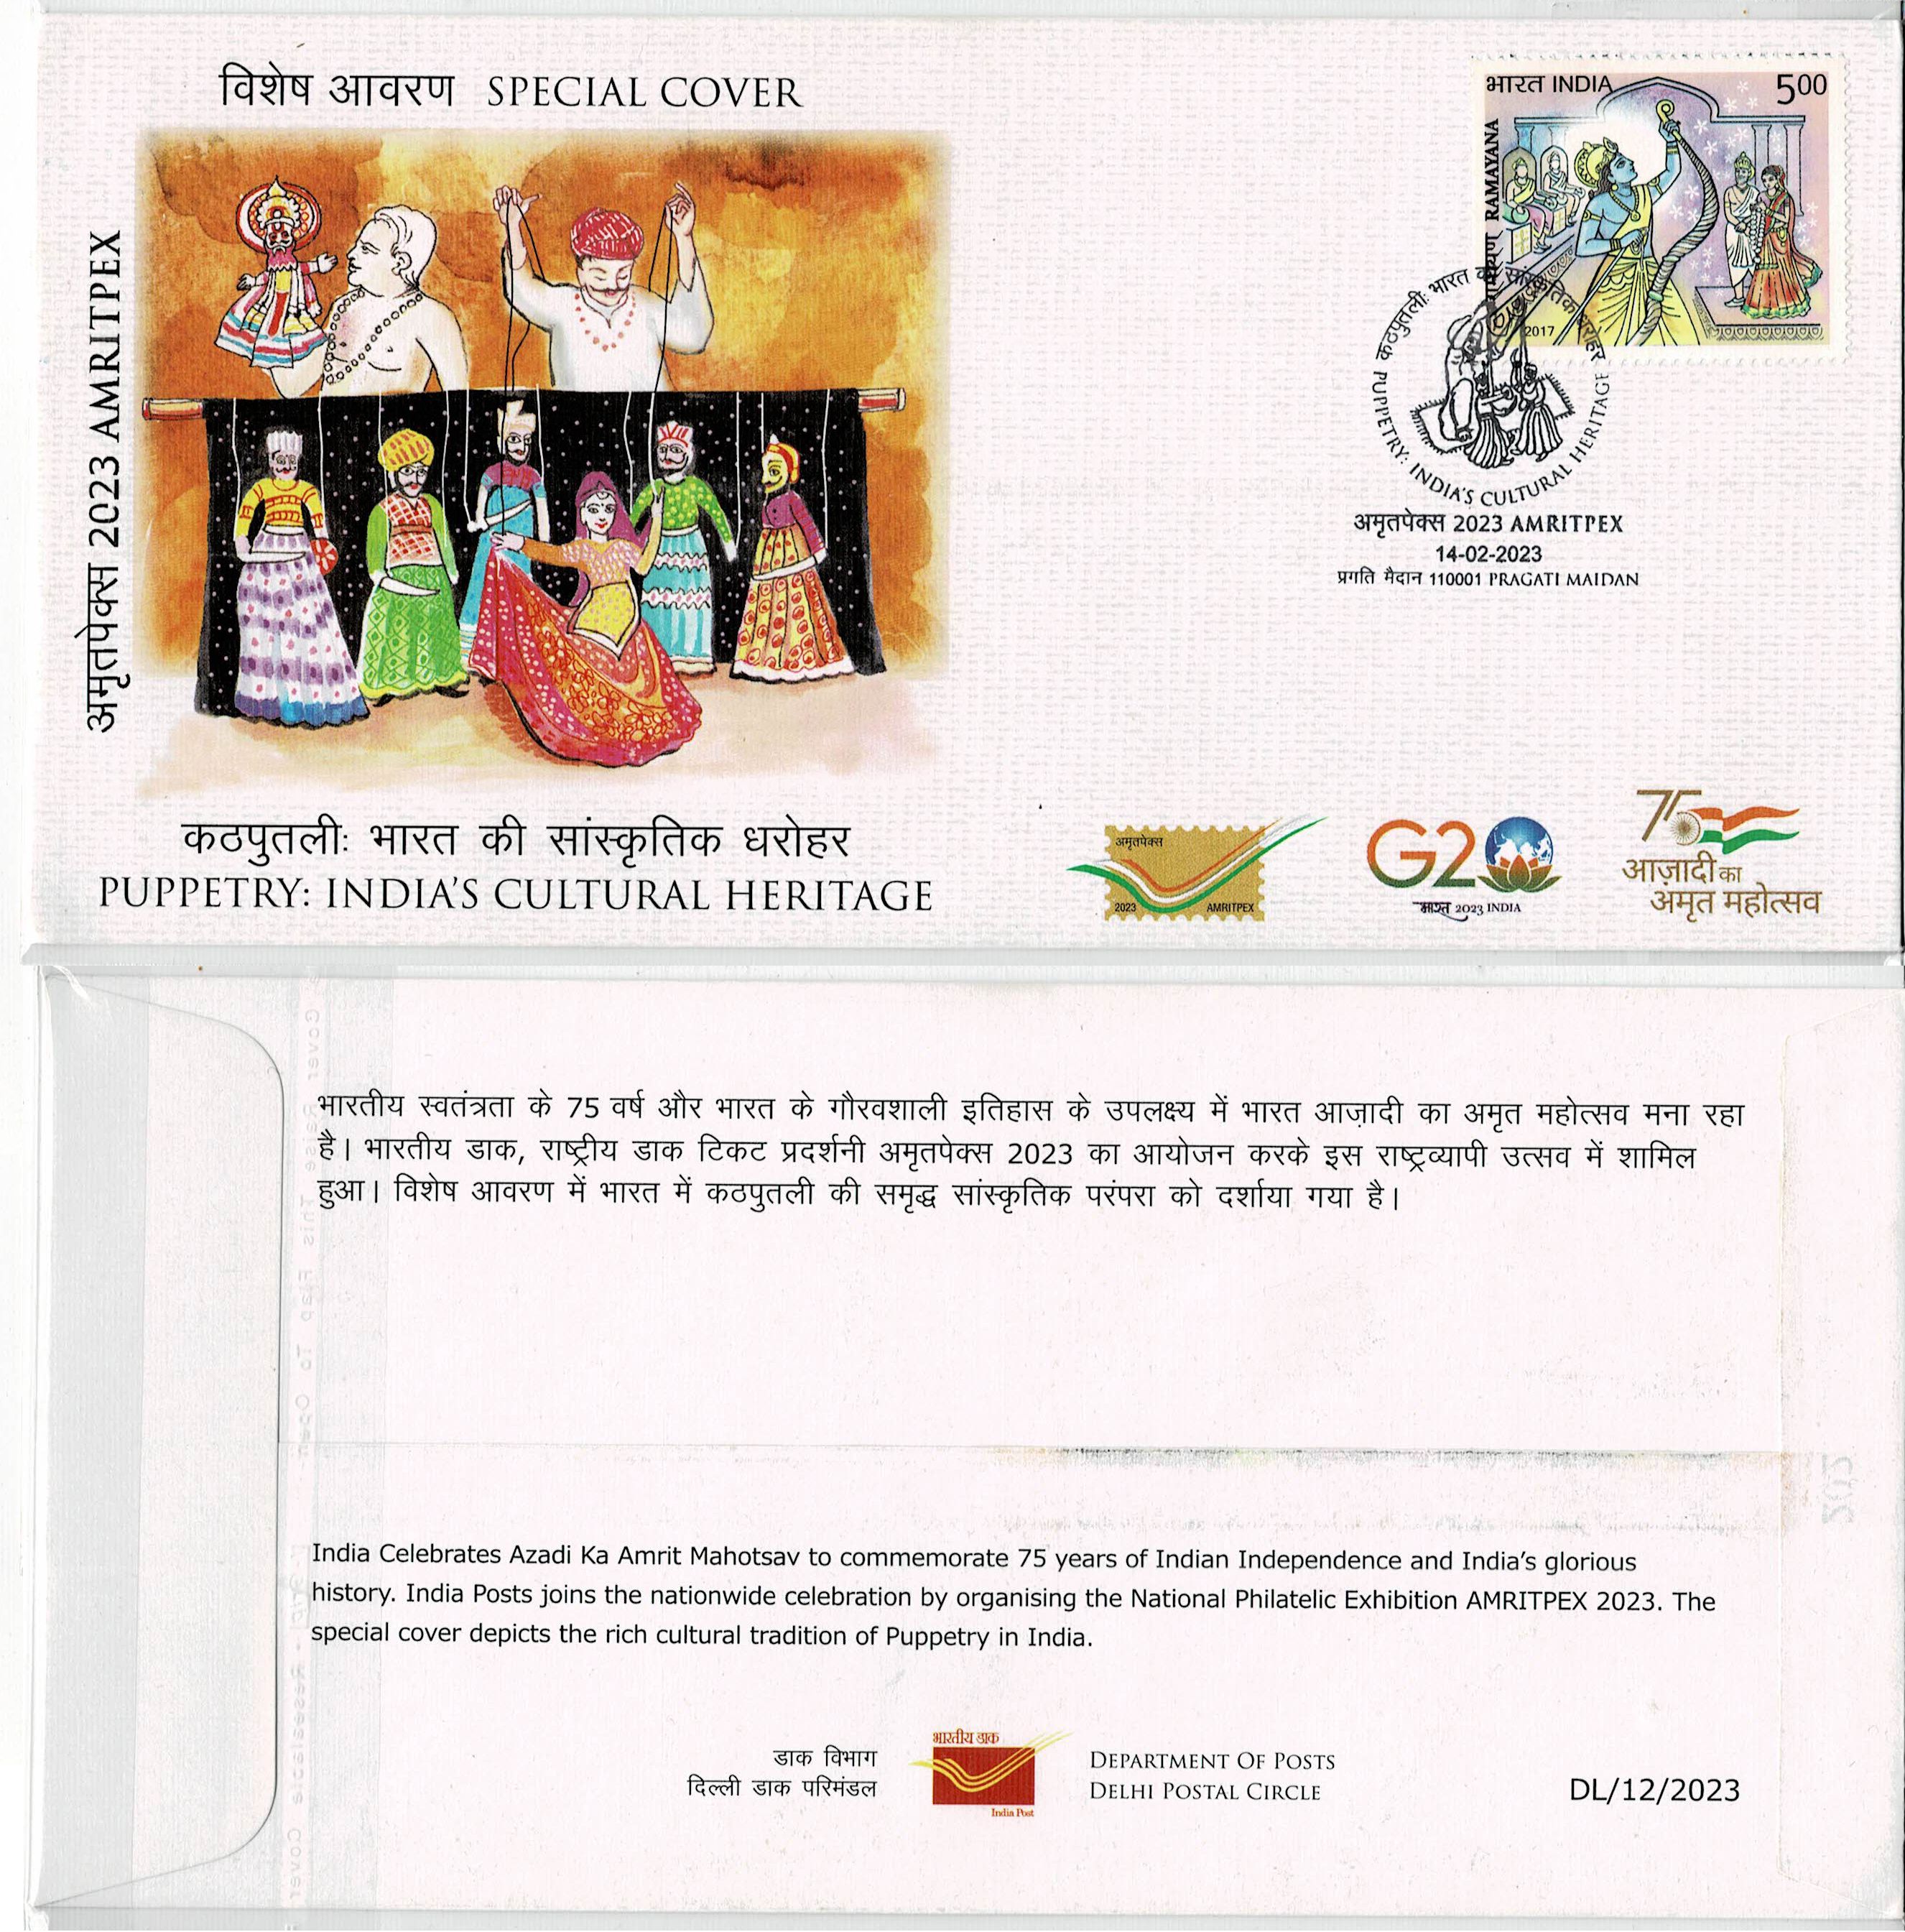 विशेष आवरण SPECIAL COVER
अमृतपेक्स 2023 AMRITPEX
कठपुतलीः भारत की सांस्कृतिक धरोहर
PUPPETRY: INDIA'S CULTURAL HERITAGE
भारत INDIA 500
रामायण RAMAYANA
2017
कठपुतलीः भारत की सांस्कृतिक धरोहर
PUPPETRY: INDIA'S CULTURAL HERITAGE
अमृतपेक्स 2023 AMRITPEX
14-02-2023
प्रगति मैदान 110001 PRAGATI MAIDAN
अमृतपेक्स
2023 AMRITPEX
G20
भारत 2023 INDIA
75
आज़ादी का
अमृत महोत्सव
भारतीय स्वतंत्रता के 75 वर्ष और भारत के गौरवशाली इतिहास के उपलक्ष्य में भारत आज़ादी का अमृत महोत्सव मना रहा
है। भारतीय डाक, राष्ट्रीय डाक टिकट प्रदर्शनी अमृतपेक्स 2023 का आयोजन करके इस राष्ट्रव्यापी उत्सव में शामिल
हुआ। विशेष आवरण में भारत में कठपुतली की समृद्ध सांस्कृतिक परंपरा को दर्शाया गया है।
India Celebrates Azadi Ka Amrit Mahotsav to commemorate 75 years of Indian Independence and India's glorious
history. India Posts joins the nationwide celebration by organising the National Philatelic Exhibition AMRITPEX 2023. The
special cover depicts the rich cultural tradition of Puppetry in India.
डाक विभाग
दिल्ली डाक परिमंडल
भारतीय डाक
India Post
DEPARTMENT OF POSTS
DELHI POSTAL CIRCLE
DL/12/2023